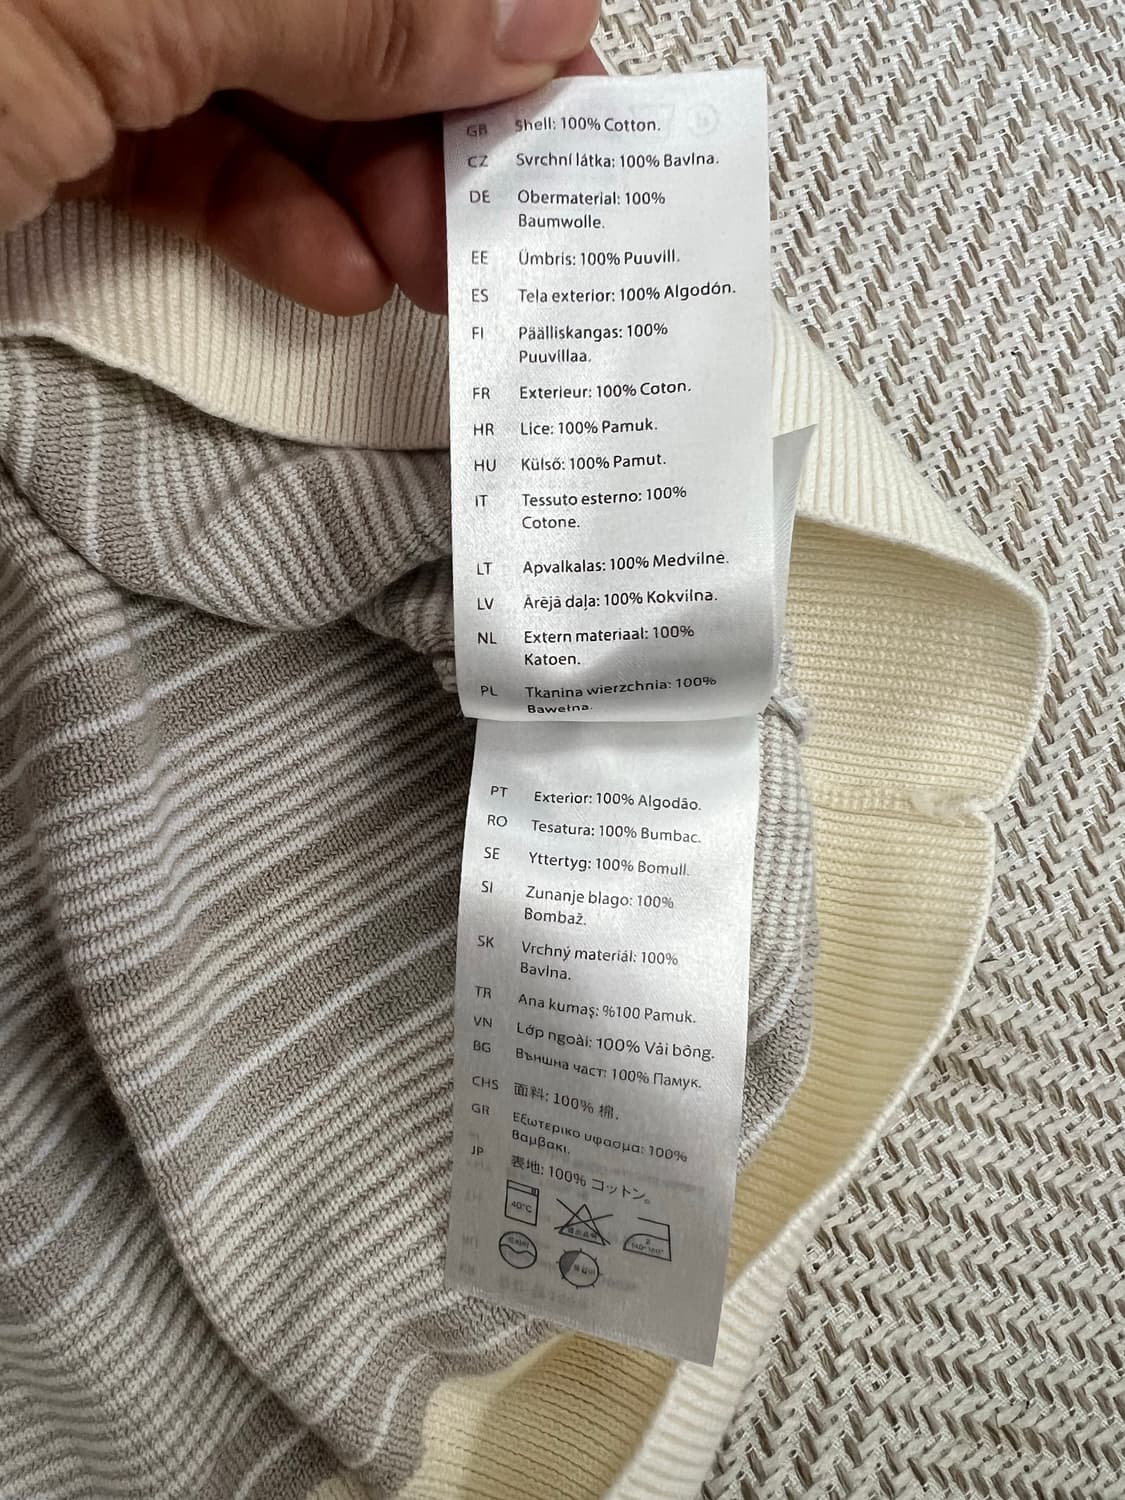 GB Shell: 100% Cotton.
CZ Svrchní látka: 100% Bavlna.
DE Obermaterial: 100%
Baumwolle.
EE Ümbris: 100% Puuvill.
ES Tela exterior: 100% Algodón.
FI Päälliskangas: 100%
Puuvillaa.
FR Exterieur: 100% Coton.
HR Lice: 100% Pamuk.
HU Külső: 100% Pamut.
IT Tessuto esterno: 100%
Cotone.
LT Apvalkalas: 100% Medvilnė.
LV Ārējā daļa: 100% Kokvilna.
NL Extern materiaal: 100%
Katoen.
PL Tkanina wierzchnia: 100%
Bawełna.
PT Exterior: 100% Algodão.
RO Tesatura: 100% Bumbac.
SE Yttertyg: 100% Bomull.
SI Zunanje blago: 100%
Bombaž.
SK Vrchný materiál: 100%
Bavlna.
TR Ana kumaş: %100 Pamuk.
VN Lớp ngoài: 100% Vải bông.
BG Външна част: 100% Памук.
CHS 面料: 100% 棉.
GR Εξωτερικο υφασμα: 100%
Βαμβακι.
JP 表地: 100% コットン。
40°C